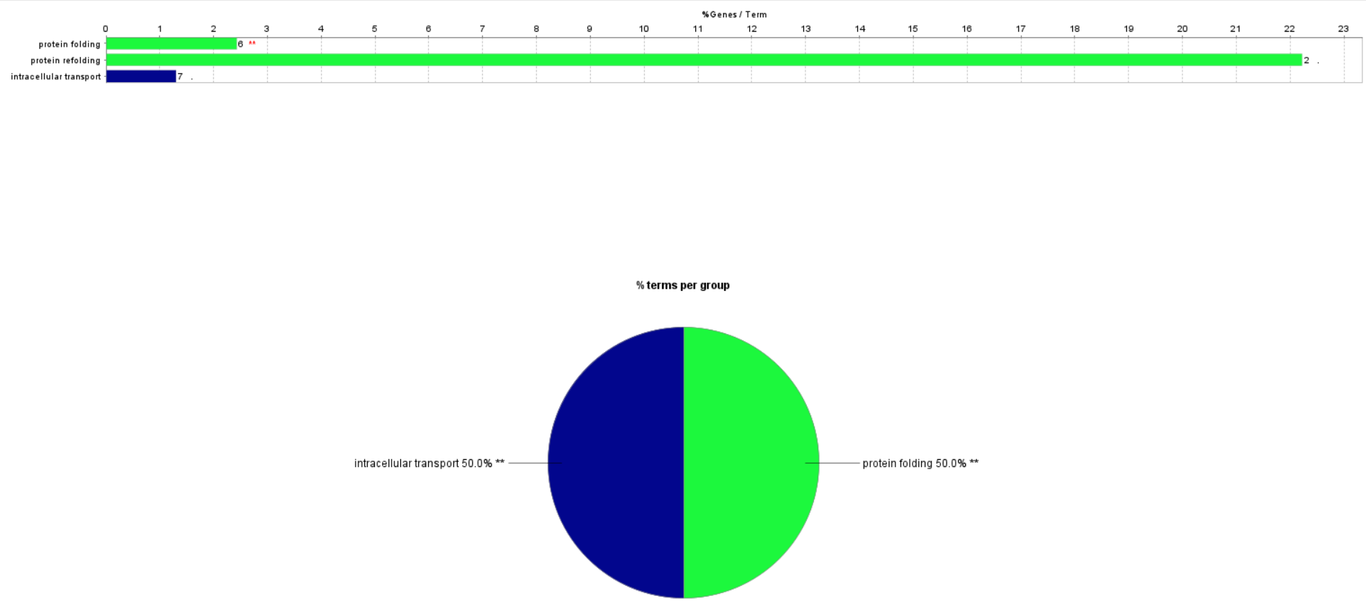 %Genes / Term
0 1 2 3 4 5 6 7 8 9 10 11 12 13 14 15 16 17 18 19 20 21 22 23
protein folding 6 **
protein refolding 2 .
intracellular transport 7 .
% terms per group
intracellular transport 50.0% ** protein folding 50.0% **